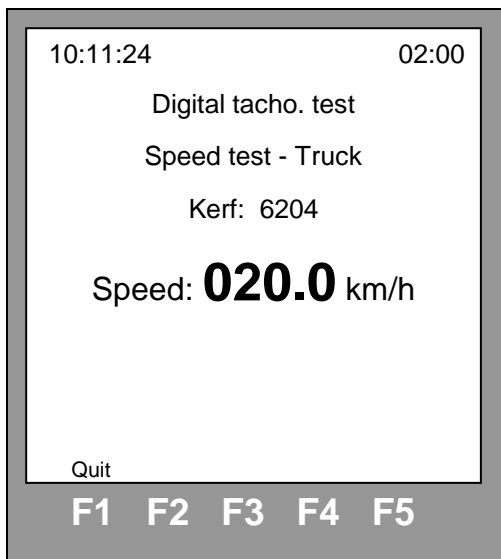 10:11:24 02:00
Digital tacho. test
Speed test - Truck
Kerf: 6204
Speed: 020.0 km/h
Quit
F1 F2 F3 F4 F5